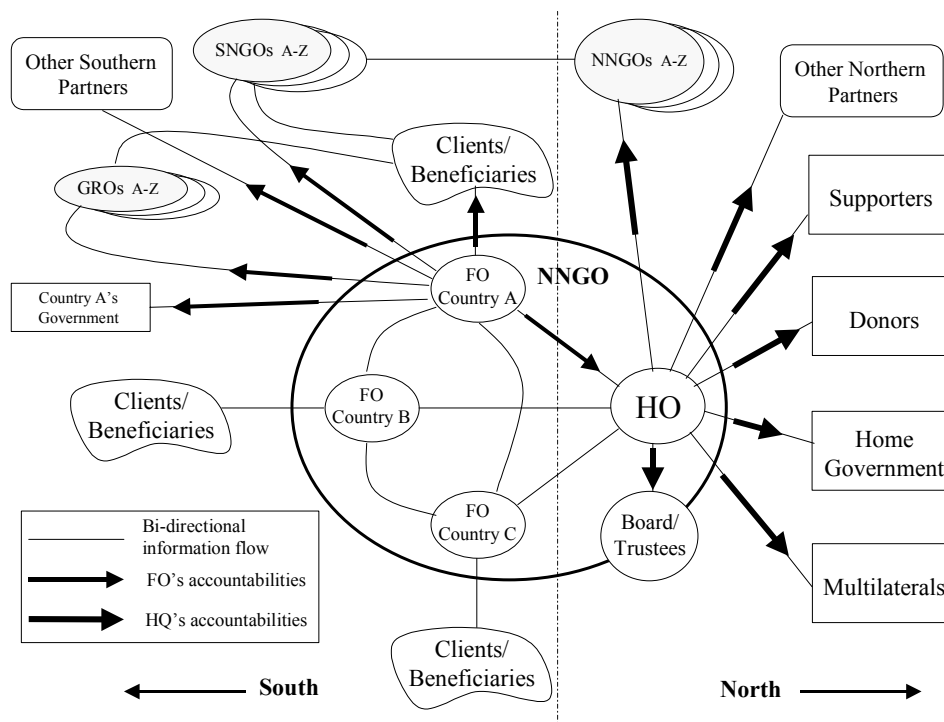 SNGOs A-Z
NNGOs A-Z
Other Southern
Partners
Other Northern
Partners
Clients/
Beneficiaries
GROs A-Z
Supporters
FO
Country A
NNGO
Country A's
Government
Donors
Clients/
Beneficiaries
FO
Country B
HO
Home
Government
FO
Country C
Board/
Trustees
Bi-directional
information flow
FO's accountabilities
HQ's accountabilities
Multilaterals
Clients/
Beneficiaries
South
North